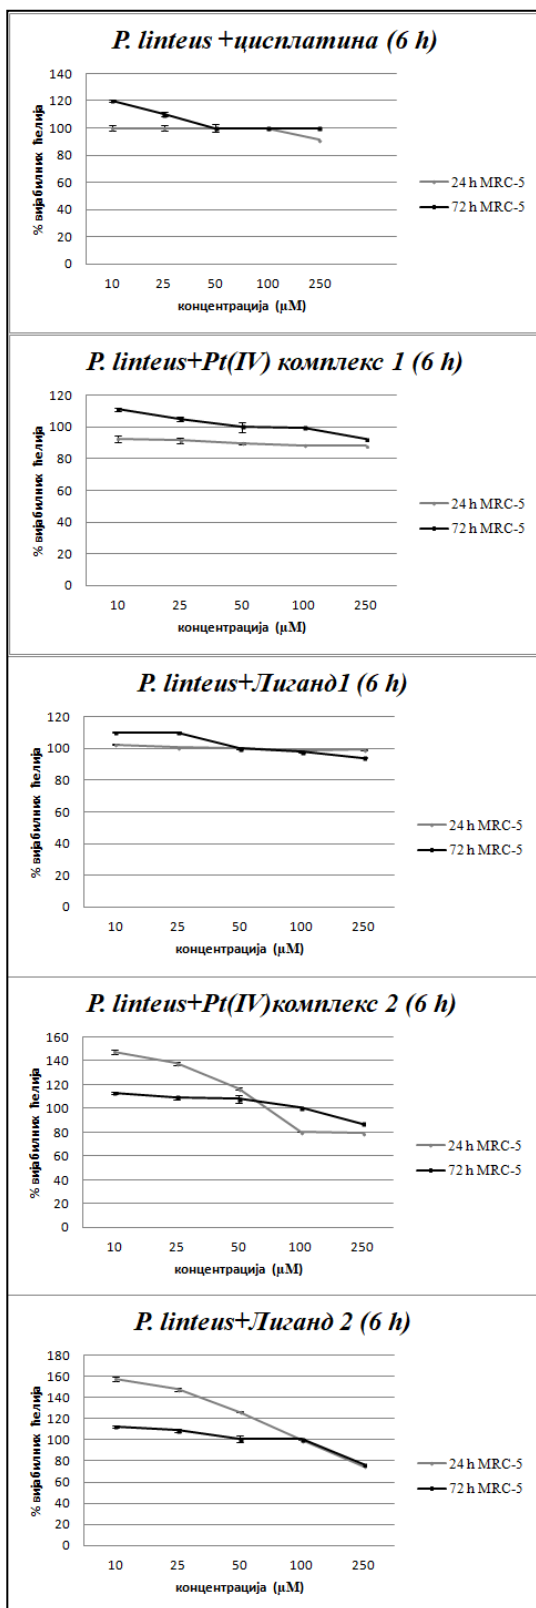 P. linteus +цисплатина (6 h)
140
120
100
80
60
40
20
0
% вијабилних ћелија
10 25 50 100 250
концентрација (µM)
24 h MRC-5
72 h MRC-5
P. linteus+Pt(IV) комплекс 1 (6 h)
120
100
80
60
40
20
0
% вијабилних ћелија
10 25 50 100 250
концентрација (µM)
24 h MRC-5
72 h MRC-5
P. linteus+Лиганд1 (6 h)
120
100
80
60
40
20
0
% вијабилних ћелија
10 25 50 100 250
концентрација (µM)
24 h MRC-5
72 h MRC-5
P. linteus+Pt(IV)комплекс 2 (6 h)
160
140
120
100
80
60
40
20
0
% вијабилних ћелија
10 25 50 100 250
концентрација (µM)
24 h MRC-5
72 h MRC-5
P. linteus+Лиганд 2 (6 h)
180
160
140
120
100
80
60
40
20
0
% вијабилних ћелија
10 25 50 100 250
концентрација (µM)
24 h MRC-5
72 h MRC-5